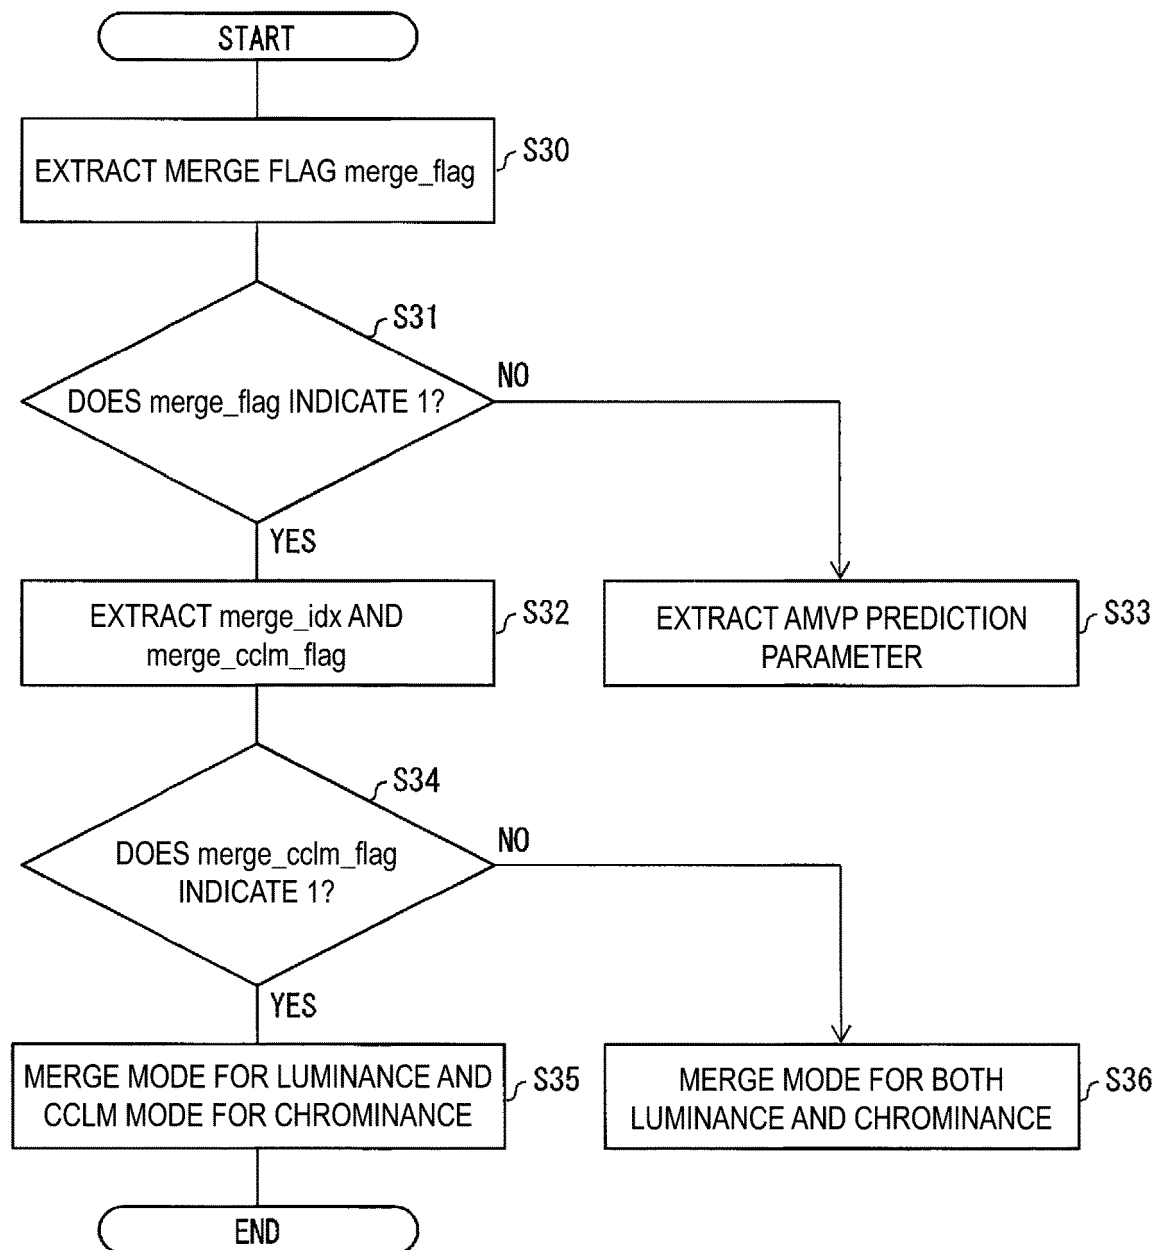 START
EXTRACT MERGE FLAG merge_flag
S30
S31
DOES merge_flag INDICATE 1?
NO
YES
EXTRACT merge_idx AND
merge_cclm_flag
S32
EXTRACT AMVP PREDICTION
PARAMETER
S33
S34
DOES merge_cclm_flag
INDICATE 1?
NO
YES
MERGE MODE FOR LUMINANCE AND
CCLM MODE FOR CHROMINANCE
S35
MERGE MODE FOR BOTH
LUMINANCE AND CHROMINANCE
S36
END